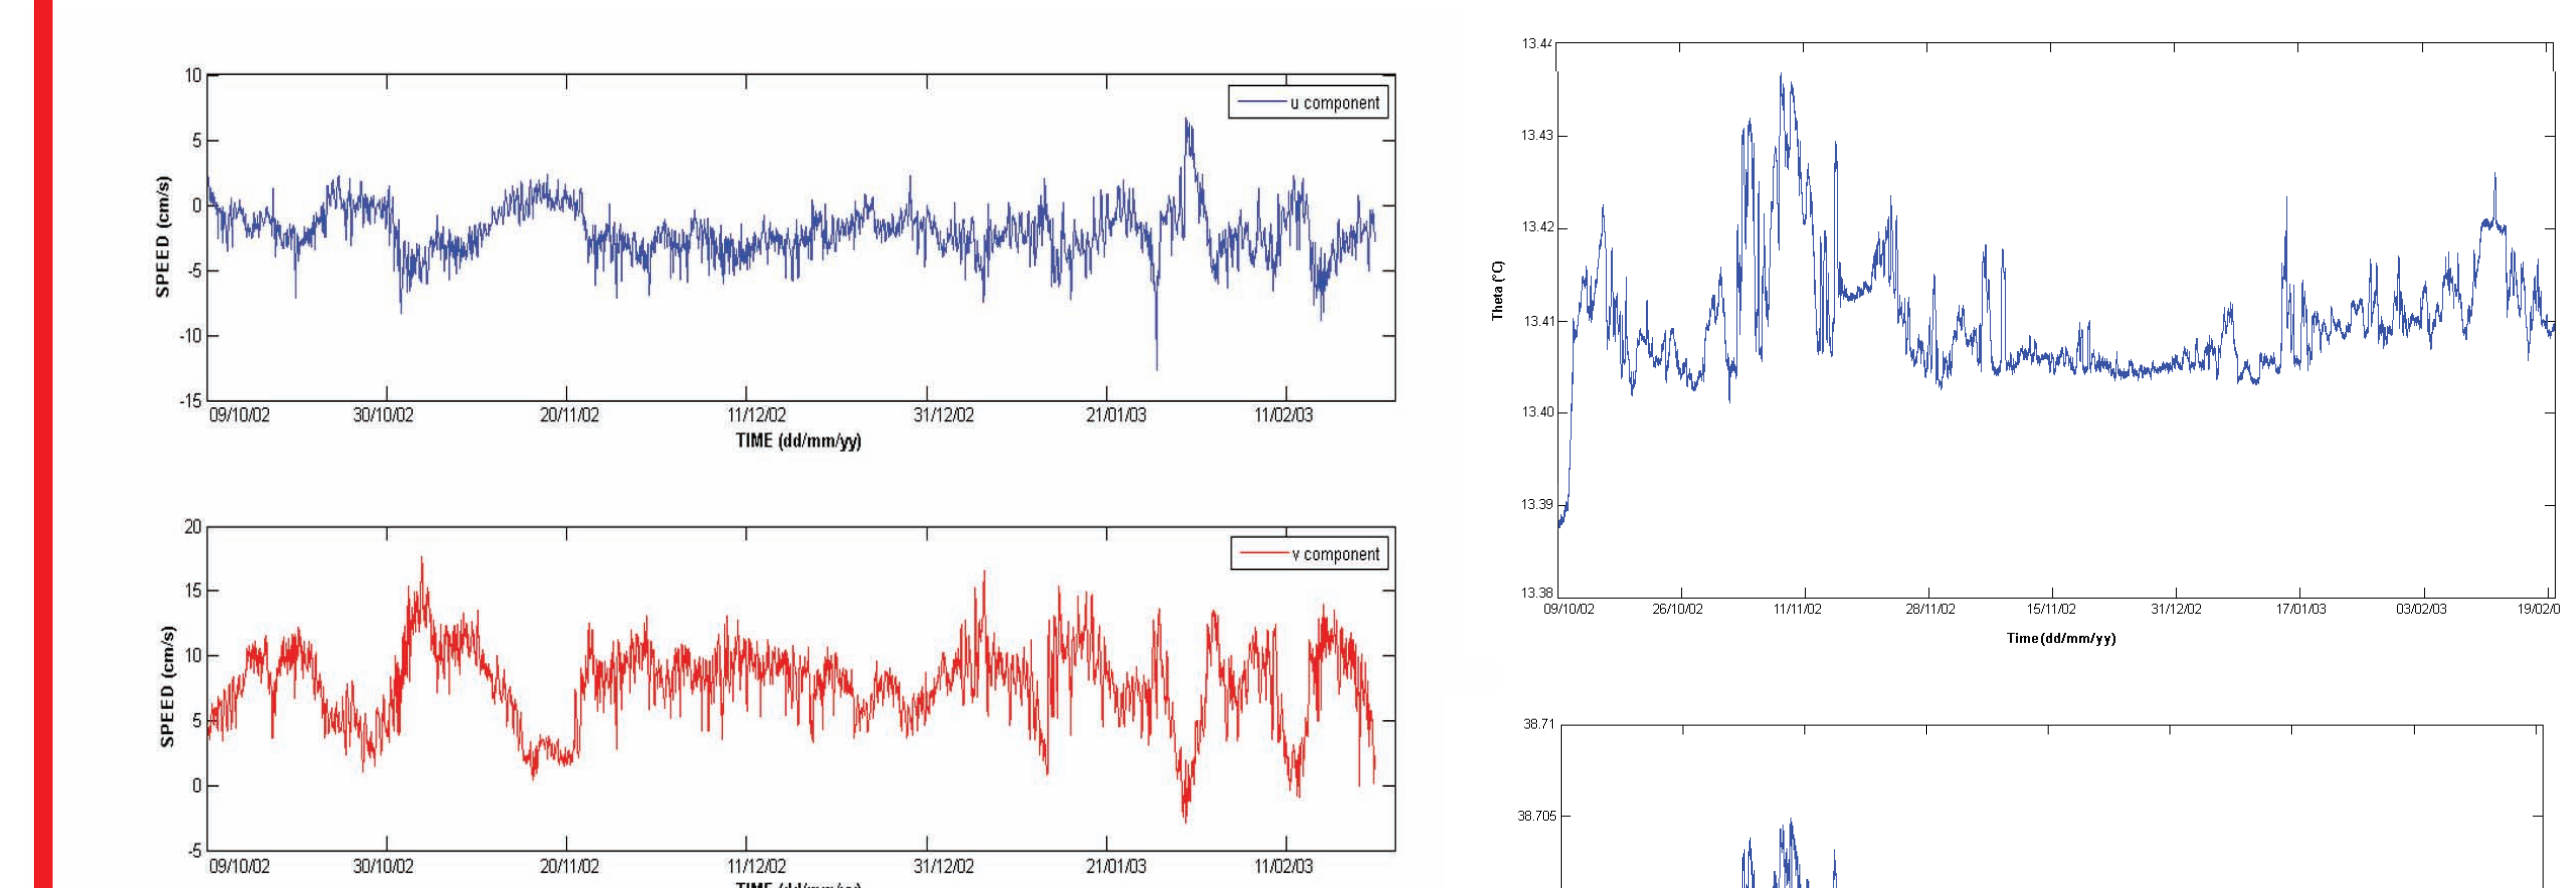 10
5
0
-5
-10
-15
SPEED (cm/s)
u component
09/10/02 30/10/02 20/11/02 11/12/02 31/12/02 21/01/03 11/02/03
TIME (dd/mm/yy)
20
15
10
5
0
-5
SPEED (cm/s)
v component
09/10/02 30/10/02 20/11/02 11/12/02 31/12/02 21/01/03 11/02/03
13.44
13.43
13.42
13.41
13.40
13.39
13.38
Theta (°C)
09/10/02 26/10/02 11/11/02 28/11/02 15/11/02 31/12/02 17/01/03 03/02/03 19/02/0
Time (dd/mm/yy)
38.71
38.705